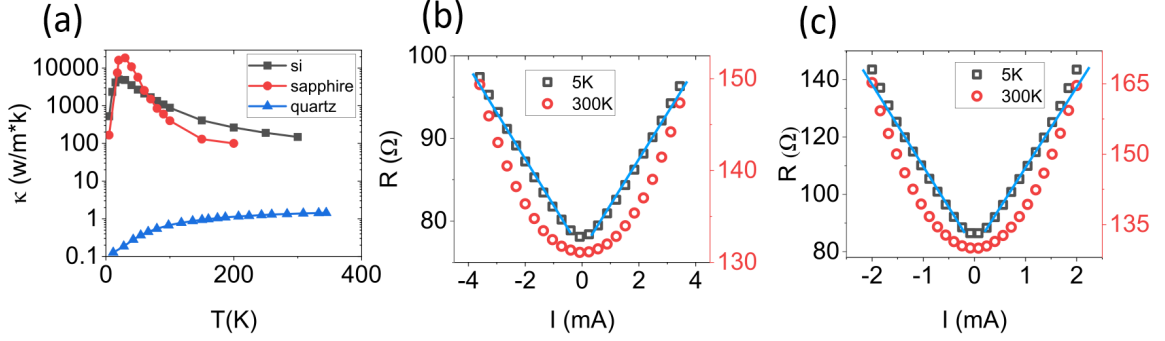 (a)
κ (w/m*k)
10000
1000
100
10
1
0.1
0
200
400
T(K)
si
sapphire
quartz
(b)
R (Ω)
100
90
80
-4
-2
0
2
4
I (mA)
5K
300K
150
140
130
(c)
R (Ω)
140
120
100
80
-2
-1
0
1
2
I (mA)
5K
300K
165
150
135